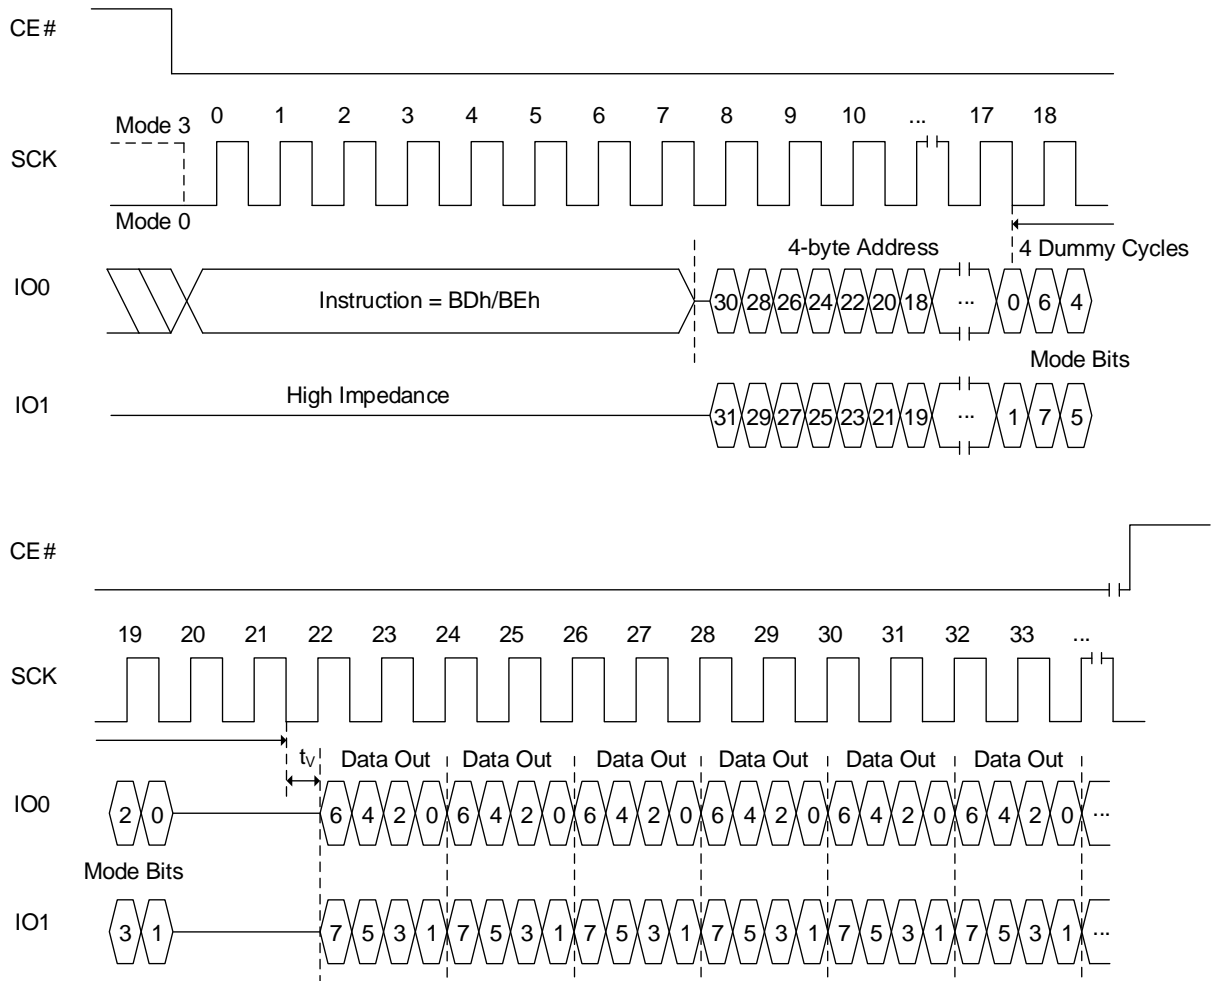 CE#
0 1 2 3 4 5 6 7 8 9 10 ... 17 18
Mode 3
SCK
Mode 0
4-byte Address 4 Dummy Cycles
IO0 Instruction = BDh/BEh 30 28 26 24 22 20 18 ... 0 6 4
Mode Bits
High Impedance
IO1 31 29 27 25 23 21 19 ... 1 7 5
CE#
19 20 21 22 23 24 25 26 27 28 29 30 31 32 33 ...
SCK
tV Data Out Data Out Data Out Data Out Data Out Data Out
IO0 2 0 6 4 2 0 6 4 2 0 6 4 2 0 6 4 2 0 6 4 2 0 6 4 2 0 ...
Mode Bits
IO1 3 1 7 5 3 1 7 5 3 1 7 5 3 1 7 5 3 1 7 5 3 1 7 5 3 1 ...